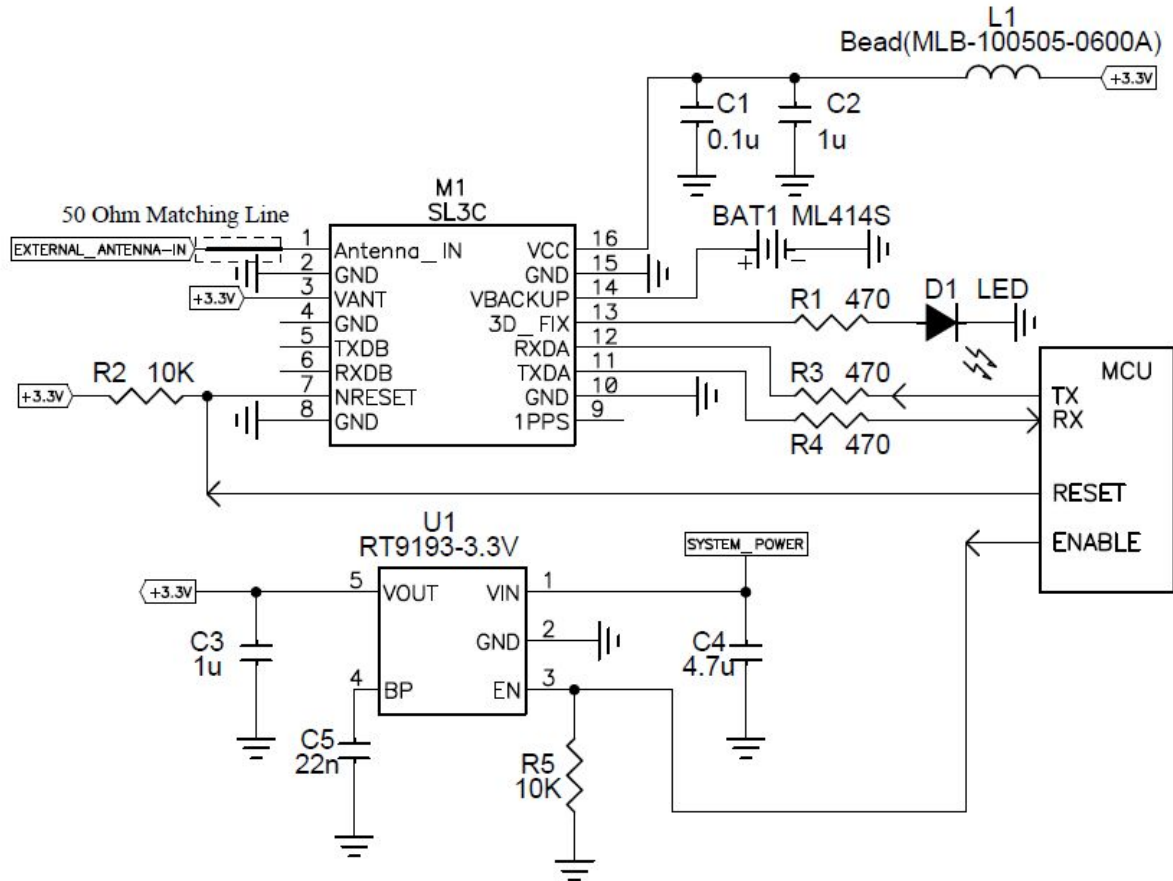 L1
Bead(MLB-100505-0600A)
+3.3V
C1
0.1u
C2
1u
M1
SL3C
50 Ohm Matching Line
EXTERNAL_ANTENNA-IN
BAT1 ML414S
+ -
1 Antenna_IN VCC 16
2 GND GND 15
+3.3V 3 VANT VBACKUP 14
4 GND 3D_FIX 13
5 TXDB RXDA 12
6 RXDB TXDA 11
7 NRESET GND 10
8 GND 1PPS 9
R1 470
D1 LED
R2 10K
+3.3V
R3 470
R4 470
MCU
TX
RX
RESET
ENABLE
U1
RT9193-3.3V
SYSTEM_POWER
+3.3V
5 VOUT VIN 1
GND 2
4 BP EN 3
C3
1u
C4
4.7u
C5
22n
R5
10K